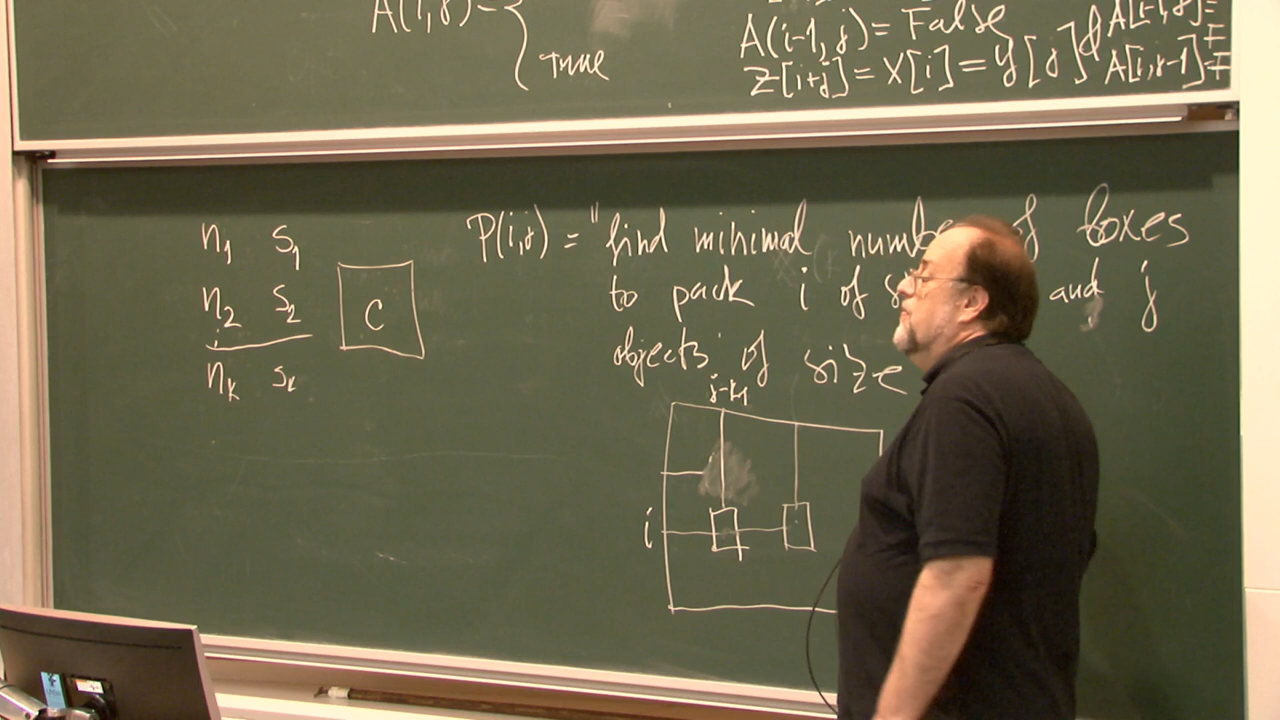 A(i,j) = {
True
A(i-1,j) = False
Z[i+j] = X[i] = Y[j] & A[i,j-1] = F
n1 s1
n2 s2
nk sk
C
P(i,j) = "find minimal number of boxes
to pack i of and j
objects of size
j-k1
i